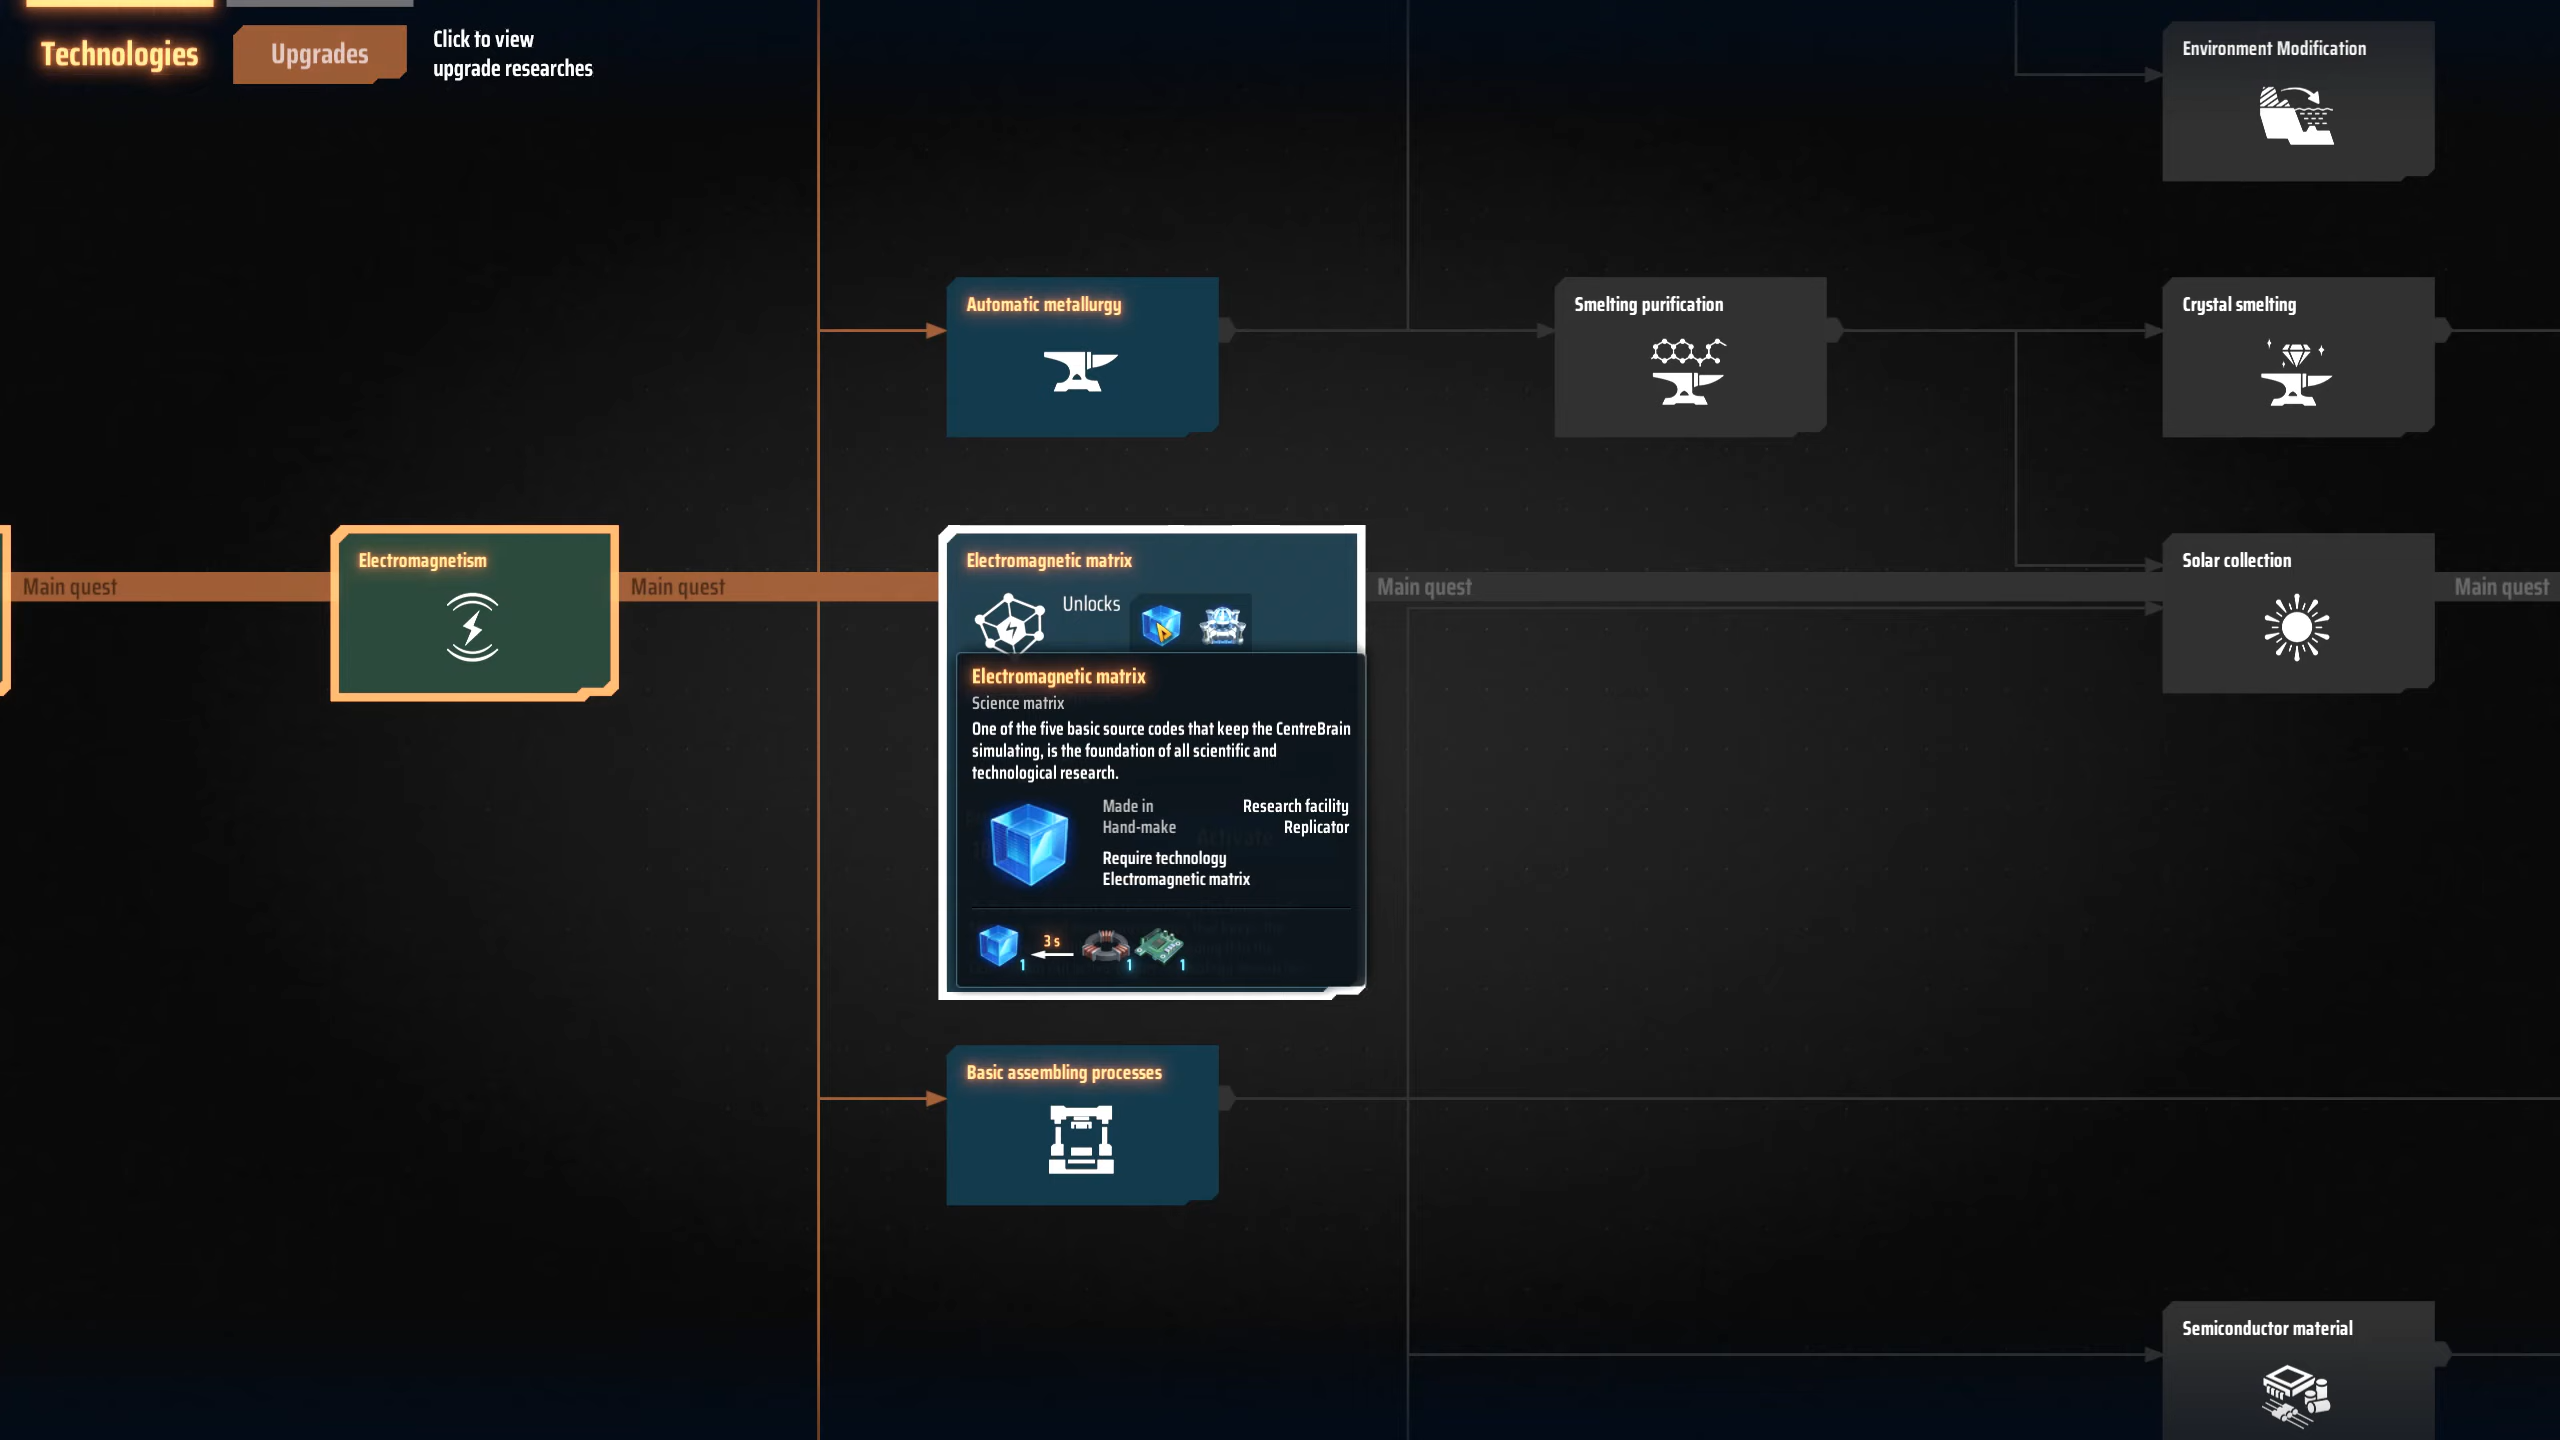 Technologies
Upgrades
Click to view
upgrade researches
Environment Modification
Automatic metallurgy
Smelting purification
Crystal smelting
Main quest
Electromagnetism
Main quest
Electromagnetic matrix
Unlocks
Main quest
Solar collection
Main quest
Electromagnetic matrix
Science matrix
One of the five basic source codes that keep the CentreBrain
simulating, is the foundation of all scientific and
technological research.
Made in Research facility
Hand-make Replicator
Require technology
Electromagnetic matrix
3 s
1 1 1
Basic assembling processes
Semiconductor material